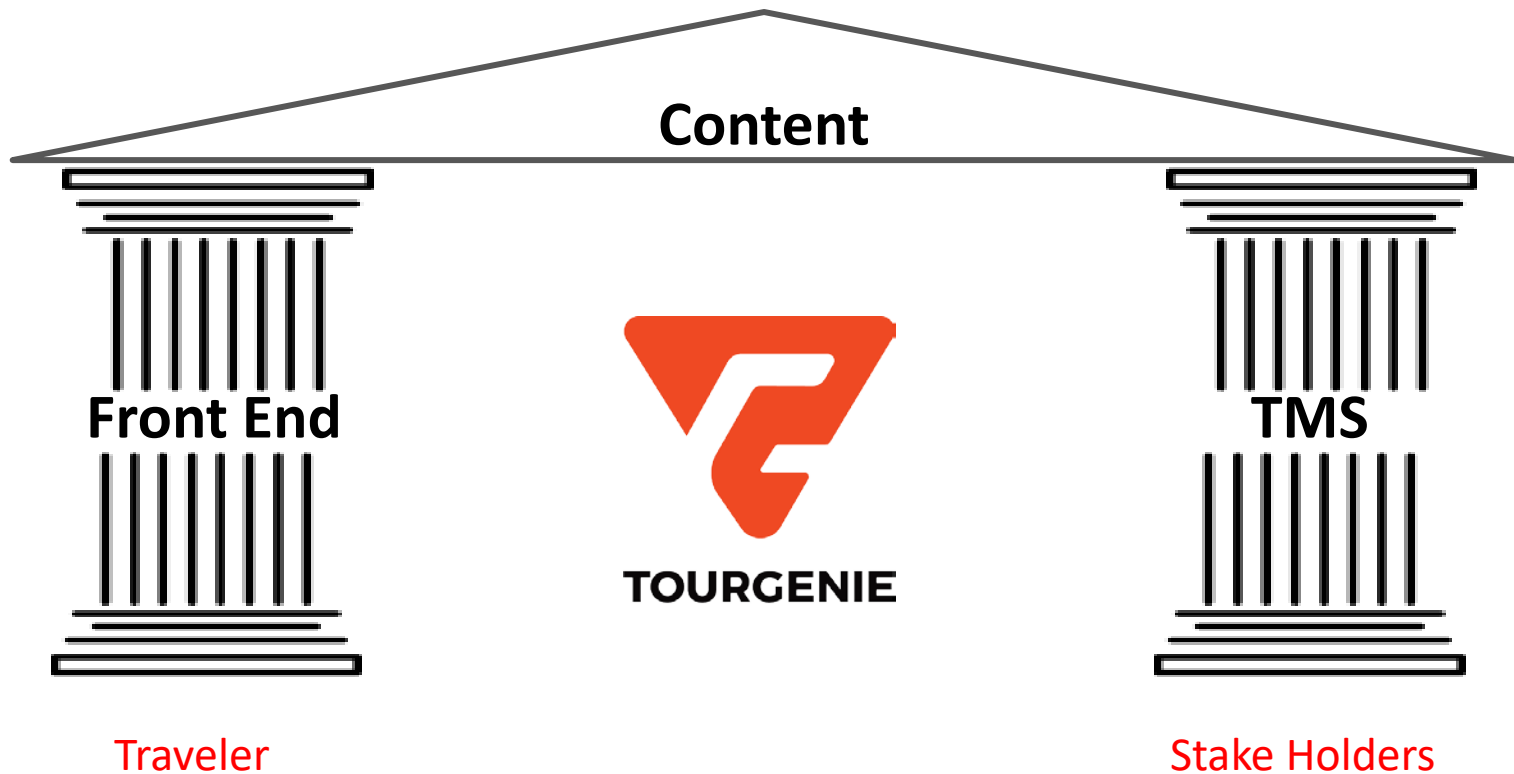 Content
Front End
TMS
TOURGENIE
Traveler
Stake Holders